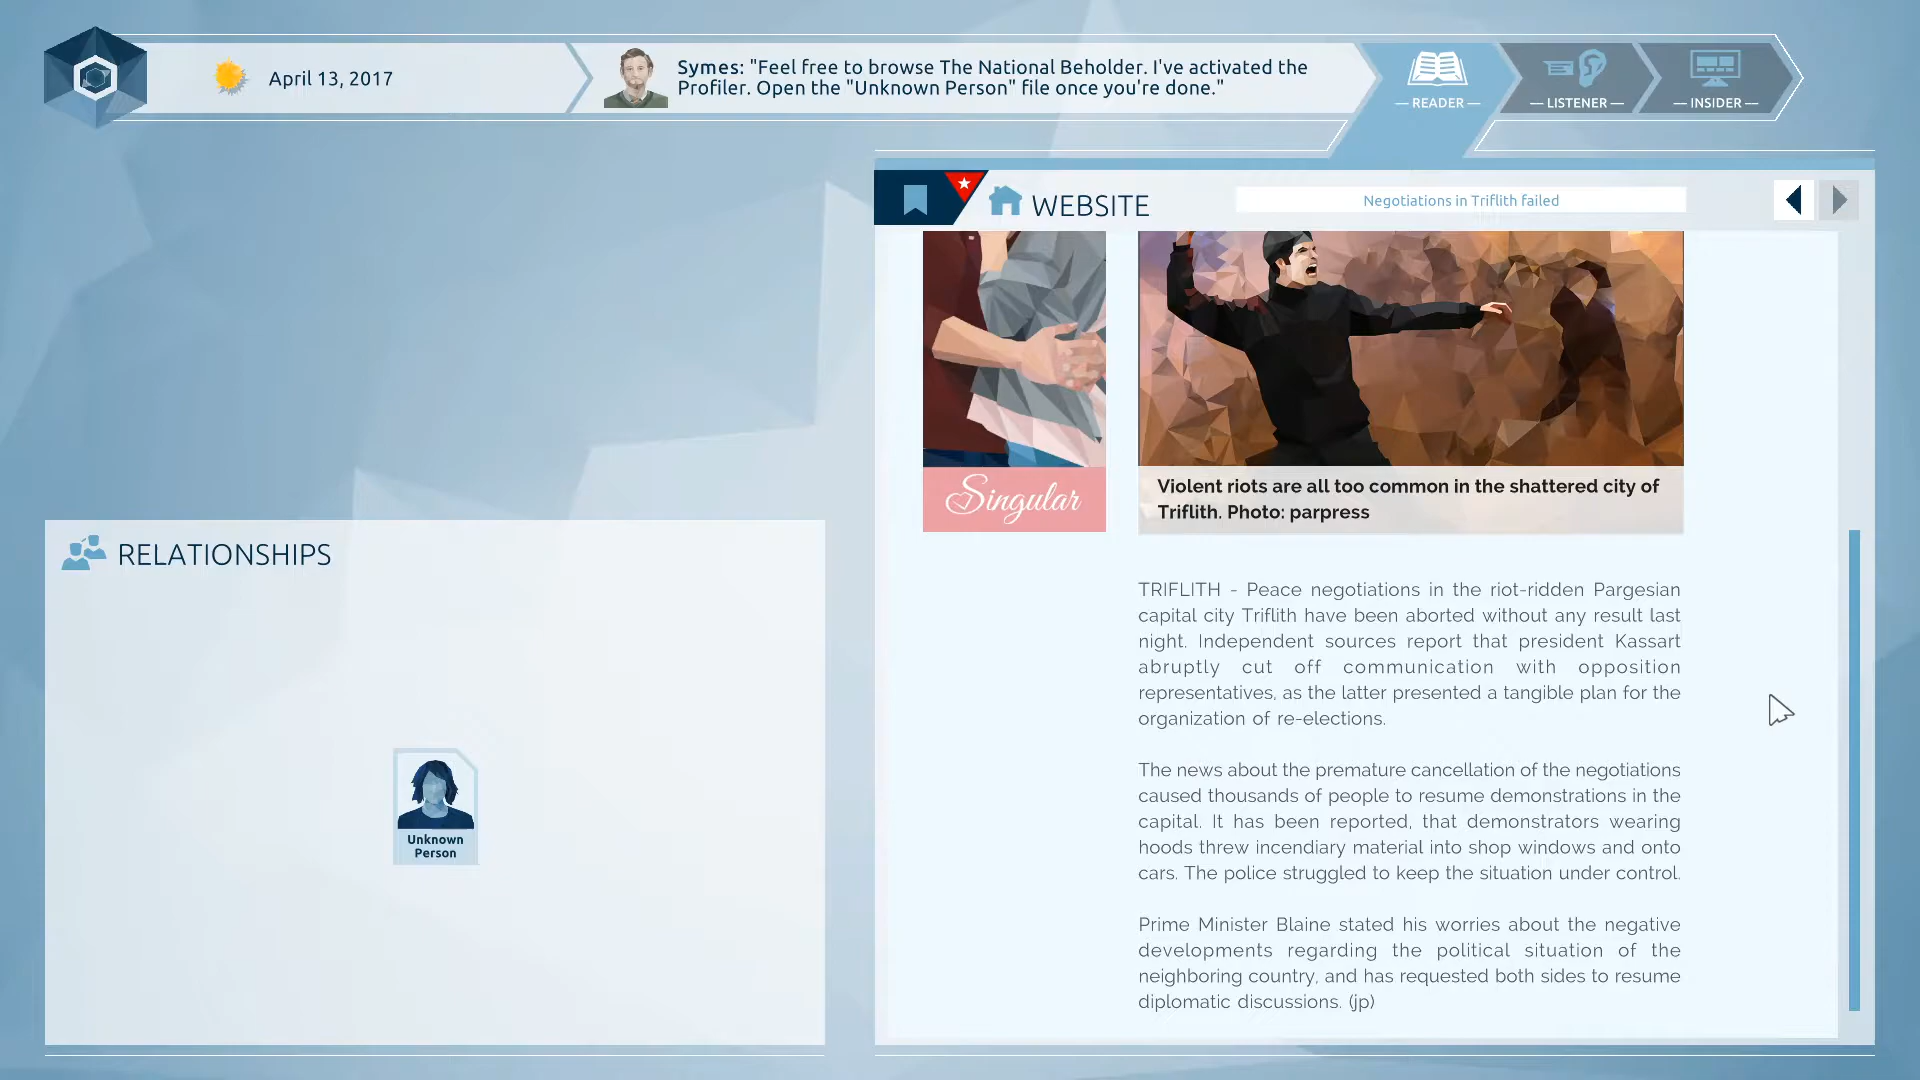 April 13, 2017
Symes: "Feel free to browse The National Beholder. I've activated the
Profiler. Open the "Unknown Person" file once you're done."
— READER —
— LISTENER —
— INSIDER —
WEBSITE
Negotiations in Triflith failed
Singular
Violent riots are all too common in the shattered city of
Triflith. Photo: parpress
RELATIONSHIPS
Unknown
Person
TRIFLITH - Peace negotiations in the riot-ridden Pargesian
capital city Triflith have been aborted without any result last
night. Independent sources report that president Kassart
abruptly cut off communication with opposition
representatives, as the latter presented a tangible plan for the
organization of re-elections.
The news about the premature cancellation of the negotiations
caused thousands of people to resume demonstrations in the
capital. It has been reported, that demonstrators wearing
hoods threw incendiary material into shop windows and onto
cars. The police struggled to keep the situation under control.
Prime Minister Blaine stated his worries about the negative
developments regarding the political situation of the
neighboring country, and has requested both sides to resume
diplomatic discussions. (jp)